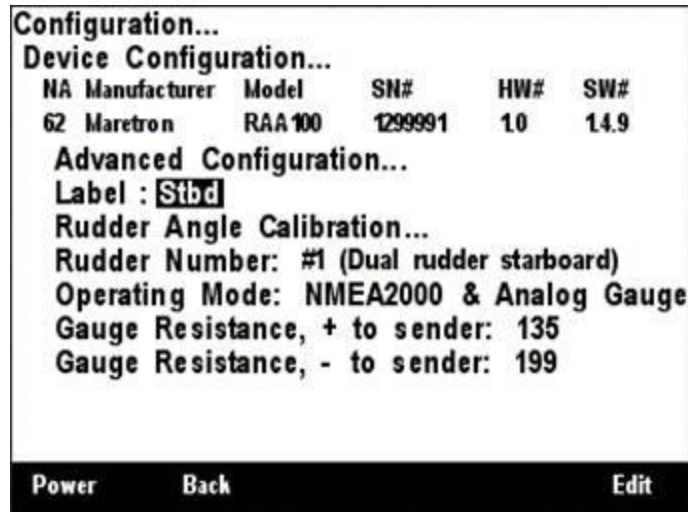 Configuration...
Device Configuration...
NA Manufacturer Model SN# HW# SW#
62 Maretron RAA100 1299991 1.0 1.4.9
Advanced Configuration...
Label : Stbd
Rudder Angle Calibration...
Rudder Number: #1 (Dual rudder starboard)
Operating Mode: NMEA2000 & Analog Gauge
Gauge Resistance, + to sender: 135
Gauge Resistance, - to sender: 199
Power Back Edit